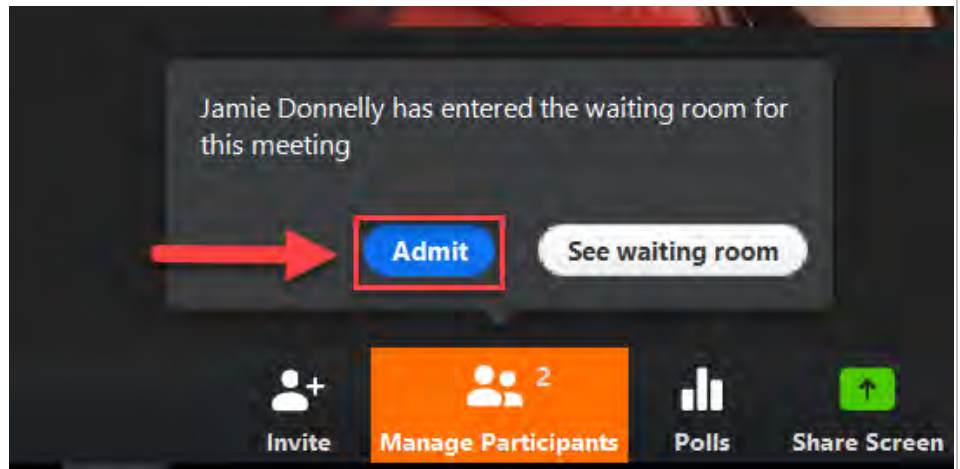 Jamie Donnelly has entered the waiting room for
this meeting
Admit
See waiting room
2
Invite
Manage Participants
Polls
Share Screen